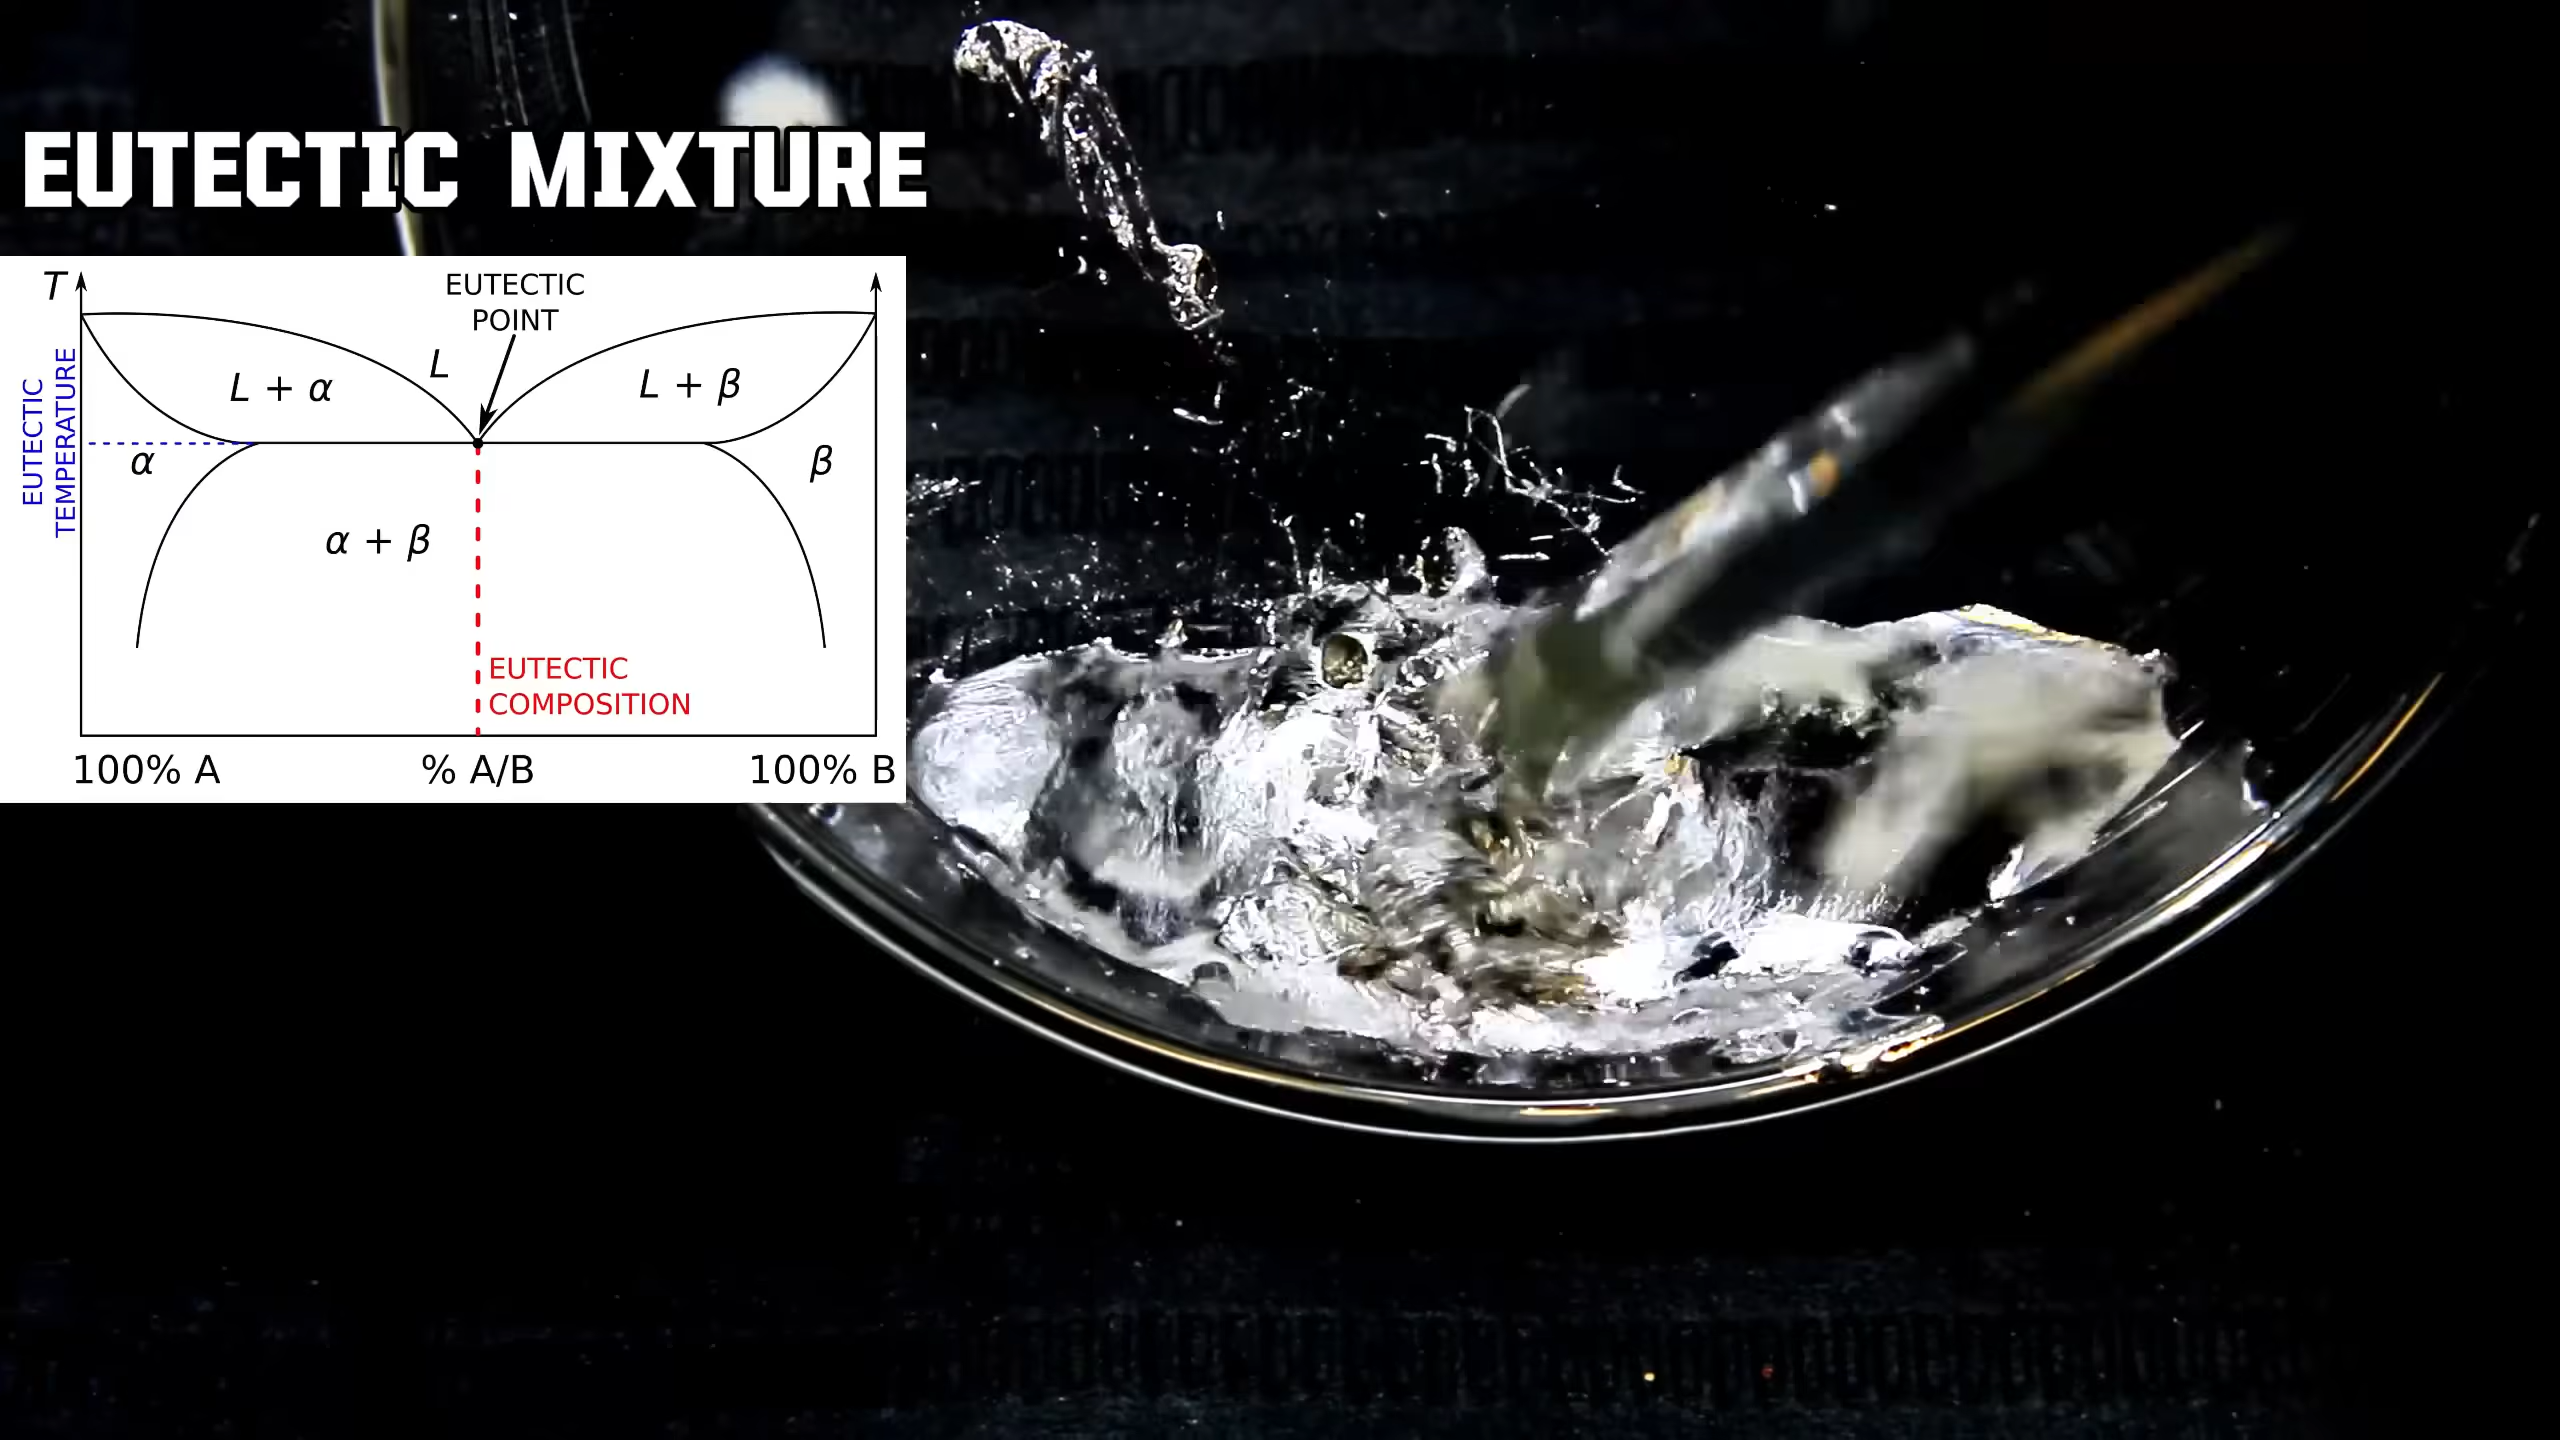 EUTECTIC MIXTURE
T
EUTECTIC
POINT
L
L + α
L + β
EUTECTIC
TEMPERATURE
α
β
α + β
EUTECTIC
COMPOSITION
100% A
% A/B
100% B